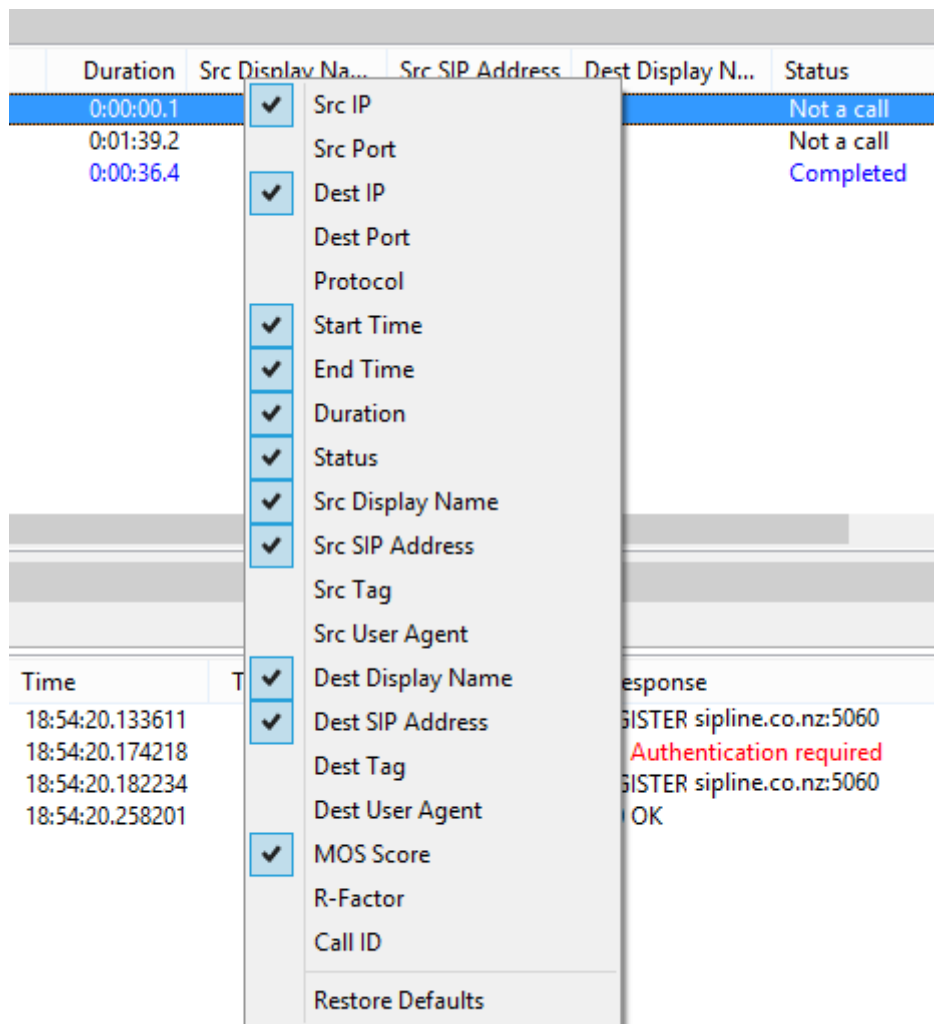 Duration Src Display Na... Src SIP Address Dest Display N... Status
0:00:00.1 Not a call
0:01:39.2 Not a call
0:00:36.4 Completed
Src IP
Src Port
Dest IP
Dest Port
Protocol
Start Time
End Time
Duration
Status
Src Display Name
Src SIP Address
Src Tag
Src User Agent
Dest Display Name
Dest SIP Address
Dest Tag
Dest User Agent
MOS Score
R-Factor
Call ID
Restore Defaults
Time T esponse
18:54:20.133611 GISTER sipline.co.nz:5060
18:54:20.174218 Authentication required
18:54:20.182234 GISTER sipline.co.nz:5060
18:54:20.258201 OK